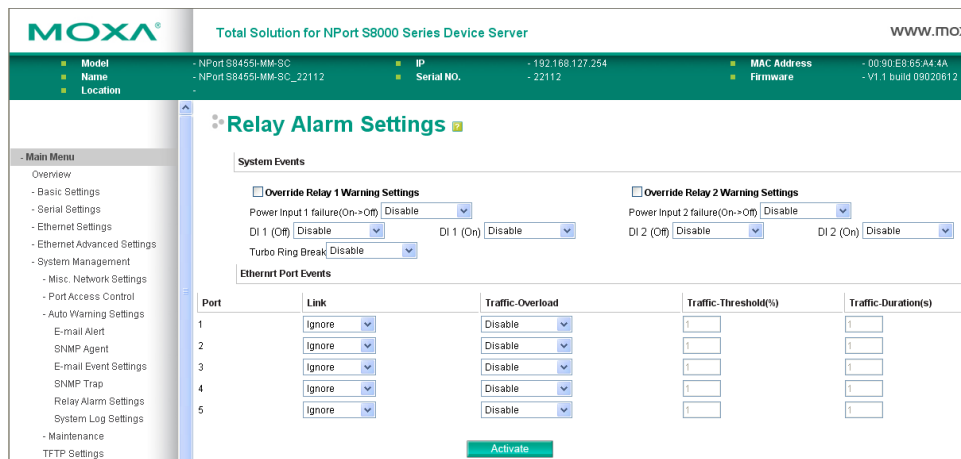 MOXA®
Total Solution for NPort S8000 Series Device Server
www.mox
Model - NPort S8455I-MM-SC IP - 192.168.127.254 MAC Address - 00:90:E8:65:A4:4A
Name - NPort S8455I-MM-SC_22112 Serial NO. - 22112 Firmware - V1.1 build 09020612
Location -
Relay Alarm Settings ?
- Main Menu
Overview
- Basic Settings
- Serial Settings
- Ethernet Settings
- Ethernet Advanced Settings
- System Management
- Misc. Network Settings
- Port Access Control
- Auto Warning Settings
E-mail Alert
SNMP Agent
E-mail Event Settings
SNMP Trap
Relay Alarm Settings
System Log Settings
- Maintenance
TFTP Settings
System Events
Override Relay 1 Warning Settings Override Relay 2 Warning Settings
Power Input 1 failure(On->Off) Disable Power Input 2 failure(On->Off) Disable
DI 1 (Off) Disable DI 1 (On) Disable DI 2 (Off) Disable DI 2 (On) Disable
Turbo Ring Break Disable
Ethernrt Port Events
Port Link Traffic-Overload Traffic-Threshold(%) Traffic-Duration(s)
1 Ignore Disable 1 1
2 Ignore Disable 1 1
3 Ignore Disable 1 1
4 Ignore Disable 1 1
5 Ignore Disable 1 1
Activate